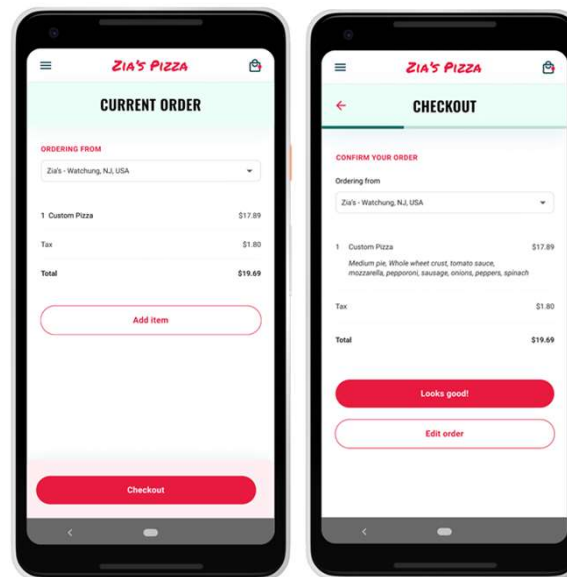 ZIA'S PIZZA
CURRENT ORDER
ORDERING FROM
Zia's - Watchung, NJ, USA
1 Custom Pizza $17.89
Tax $1.80
Total $19.69
Add item
Checkout
ZIA'S PIZZA
CHECKOUT
CONFIRM YOUR ORDER
Ordering from
Zia's - Watchung, NJ, USA
1 Custom Pizza $17.89
Medium pie, Whole wheet crust, tomato sauce,
mozzarella, pepporoni, sausage, onions, peppers, spinach
Tax $1.80
Total $19.69
Looks good!
Edit order